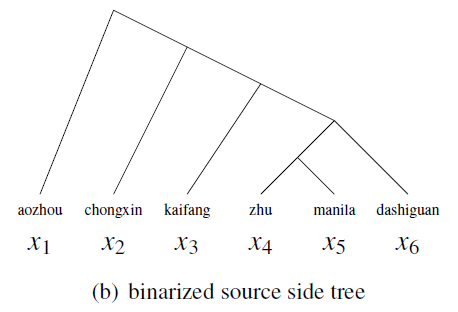 aozhou chongxin kaifang zhu manila dashiguan
x1 x2 x3 x4 x5 x6
(b) binarized source side tree